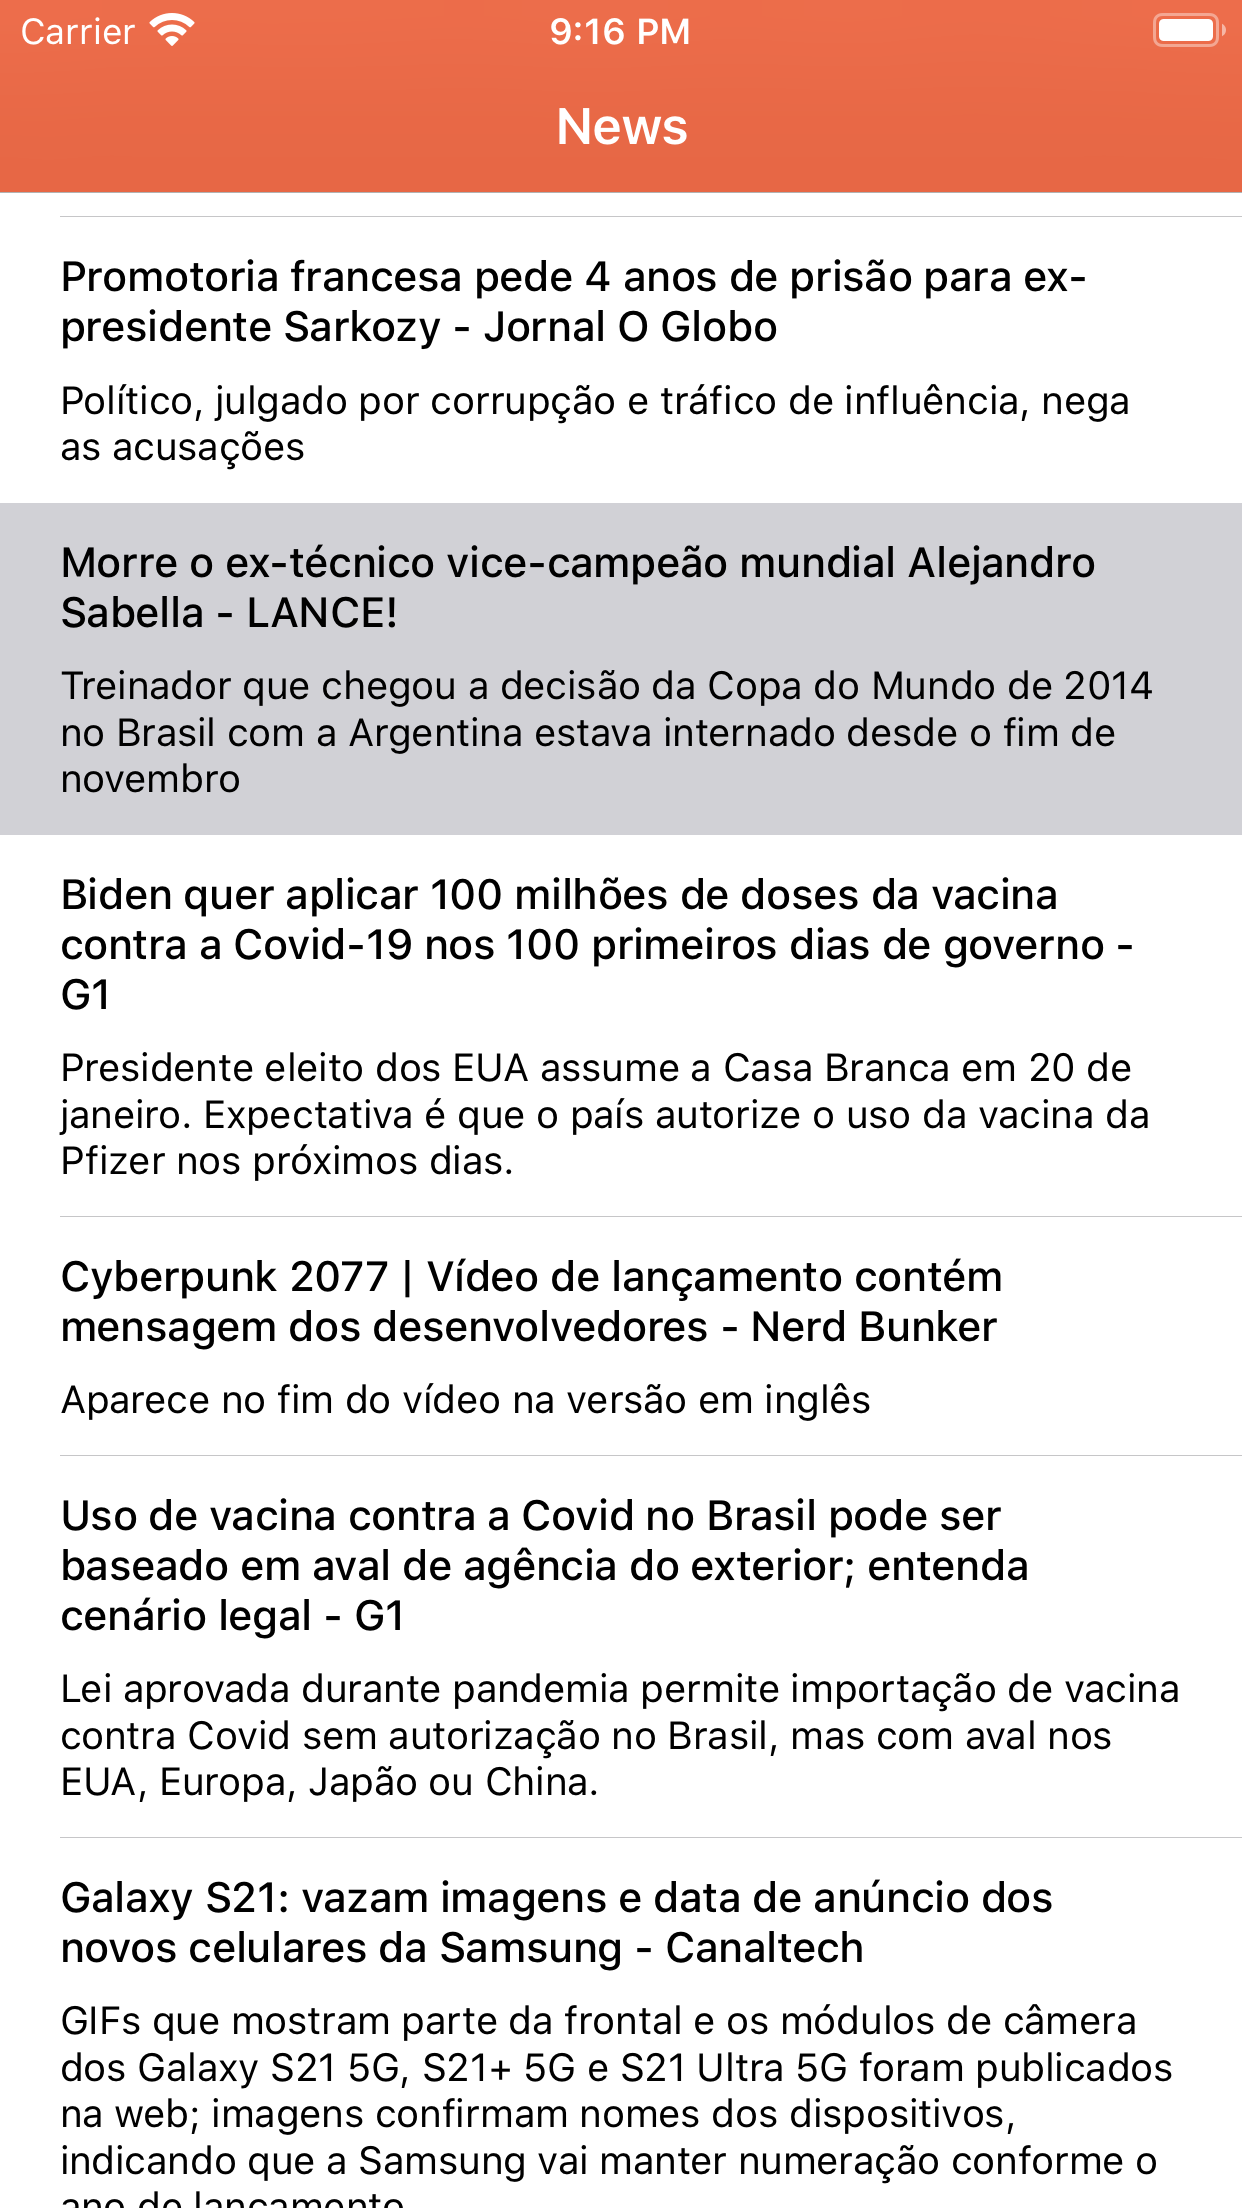 Carrier 9:16 PM
News
Promotoria francesa pede 4 anos de prisão para ex-
presidente Sarkozy - Jornal O Globo
Político, julgado por corrupção e tráfico de influência, nega
as acusações
Morre o ex-técnico vice-campeão mundial Alejandro
Sabella - LANCE!
Treinador que chegou a decisão da Copa do Mundo de 2014
no Brasil com a Argentina estava internado desde o fim de
novembro
Biden quer aplicar 100 milhões de doses da vacina
contra a Covid-19 nos 100 primeiros dias de governo -
G1
Presidente eleito dos EUA assume a Casa Branca em 20 de
janeiro. Expectativa é que o país autorize o uso da vacina da
Pfizer nos próximos dias.
Cyberpunk 2077 | Vídeo de lançamento contém
mensagem dos desenvolvedores - Nerd Bunker
Aparece no fim do vídeo na versão em inglês
Uso de vacina contra a Covid no Brasil pode ser
baseado em aval de agência do exterior; entenda
cenário legal - G1
Lei aprovada durante pandemia permite importação de vacina
contra Covid sem autorização no Brasil, mas com aval nos
EUA, Europa, Japão ou China.
Galaxy S21: vazam imagens e data de anúncio dos
novos celulares da Samsung - Canaltech
GIFs que mostram parte da frontal e os módulos de câmera
dos Galaxy S21 5G, S21+ 5G e S21 Ultra 5G foram publicados
na web; imagens confirmam nomes dos dispositivos,
indicando que a Samsung vai manter numeração conforme o
ano de lançamento